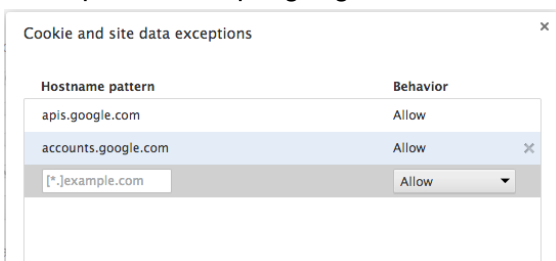 Cookie and site data exceptions
Hostname pattern Behavior
apis.google.com Allow
accounts.google.com Allow
[*.]example.com Allow